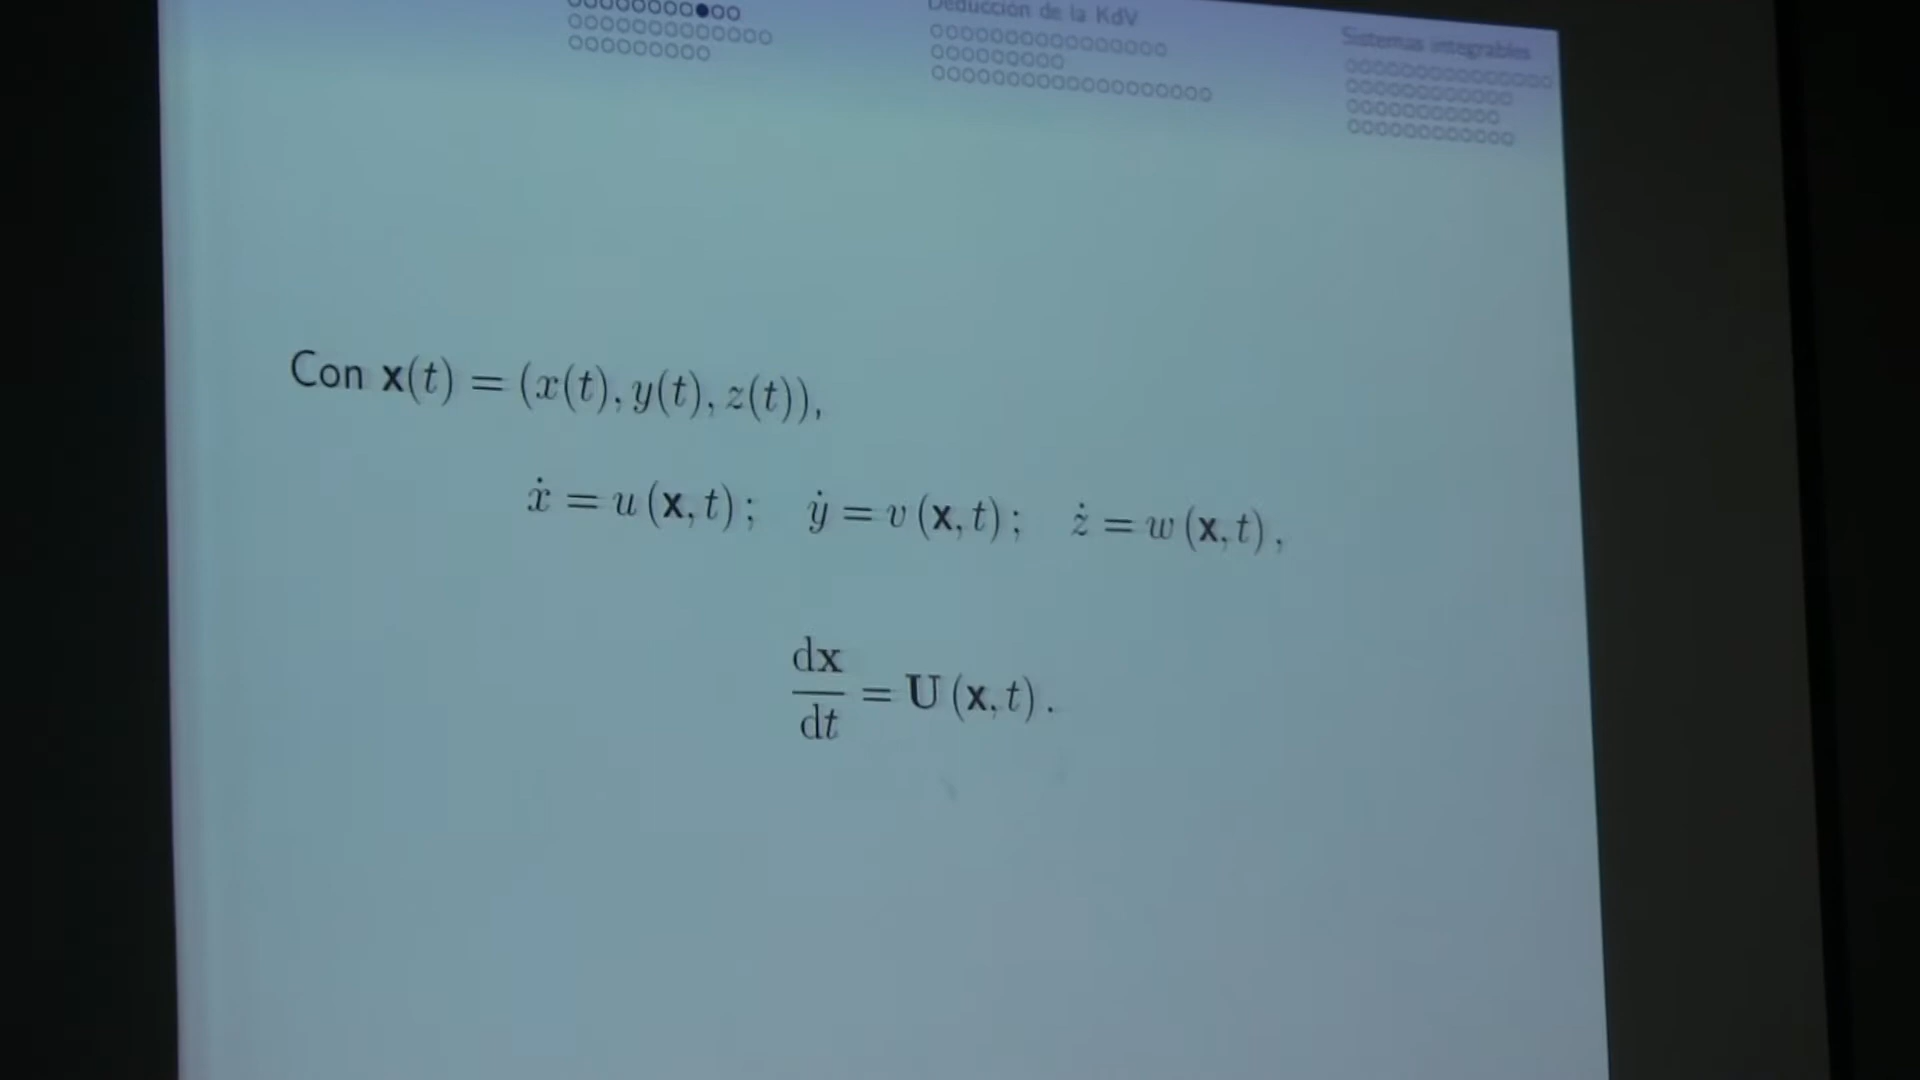 Deducción de la KdV
Sistemas integrables
Con x(t) = (x(t), y(t), z(t)),
ẋ = u (x, t) ; ẏ = v (x, t) ; ż = w (x, t) ,
dx/dt = U (x, t) .